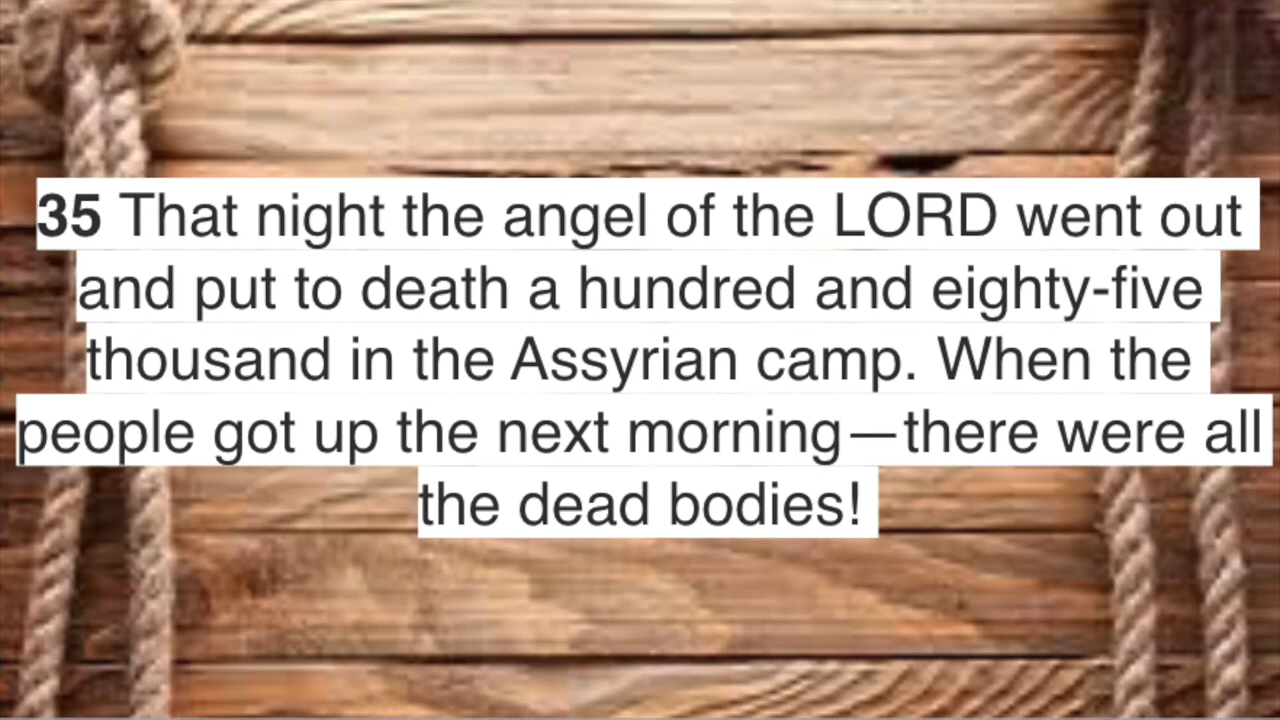 35 That night the angel of the LORD went out
and put to death a hundred and eighty-five
thousand in the Assyrian camp. When the
people got up the next morning—there were all
the dead bodies!